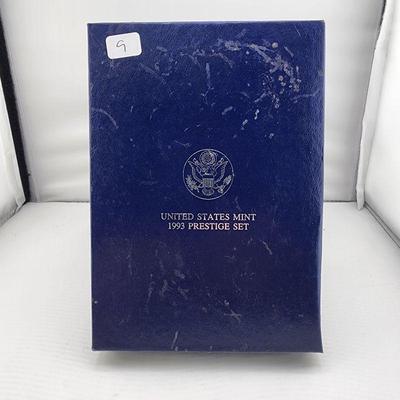 9
UNITED STATES MINT
1993 PRESTIGE SET